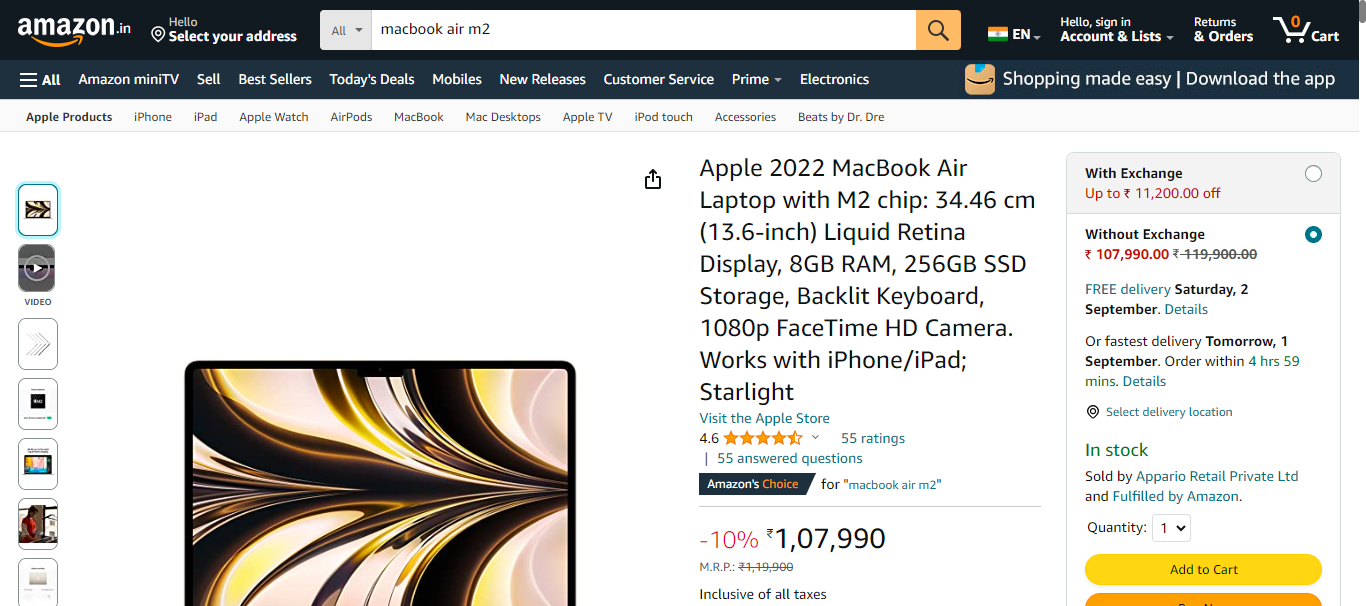 amazon.in
Hello
Select your address
All
macbook air m2
EN
Hello, sign in
Account & Lists
Returns
& Orders
0
Cart
All
Amazon miniTV
Sell
Best Sellers
Today's Deals
Mobiles
New Releases
Customer Service
Prime
Electronics
Shopping made easy | Download the app
Apple Products
iPhone
iPad
Apple Watch
AirPods
MacBook
Mac Desktops
Apple TV
iPod touch
Accessories
Beats by Dr. Dre
VIDEO
Apple 2022 MacBook Air
Laptop with M2 chip: 34.46 cm
(13.6-inch) Liquid Retina
Display, 8GB RAM, 256GB SSD
Storage, Backlit Keyboard,
1080p FaceTime HD Camera.
Works with iPhone/iPad;
Starlight
Visit the Apple Store
4.6
55 ratings
| 55 answered questions
Amazon's Choice for "macbook air m2"
-10% ₹1,07,990
M.R.P.: ₹1,19,900
Inclusive of all taxes
With Exchange
Up to ₹ 11,200.00 off
Without Exchange
₹ 107,990.00 ₹ 119,900.00
FREE delivery Saturday, 2
September. Details
Or fastest delivery Tomorrow, 1
September. Order within 4 hrs 59
mins. Details
Select delivery location
In stock
Sold by Appario Retail Private Ltd
and Fulfilled by Amazon.
Quantity: 1
Add to Cart